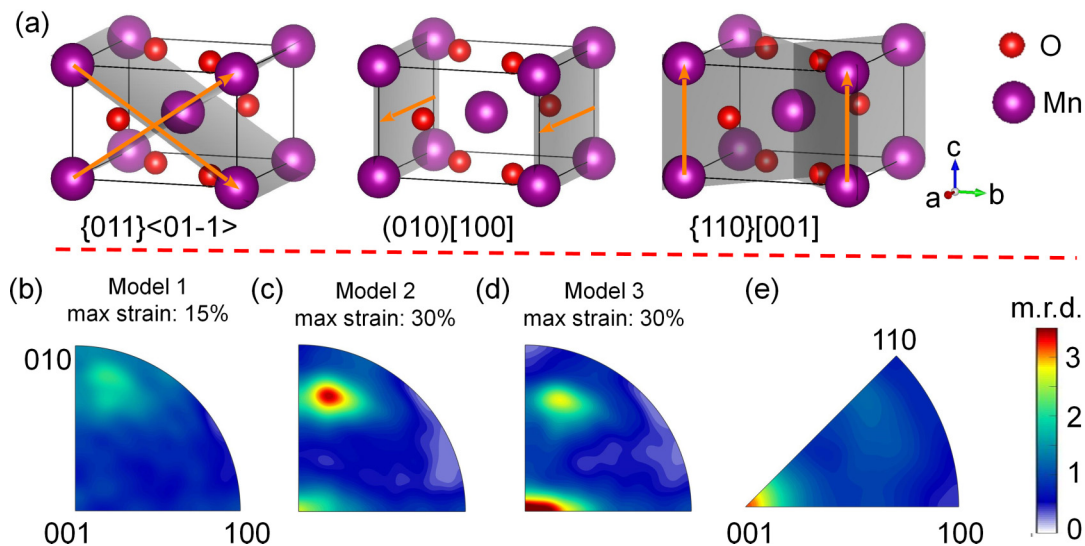 (a)
O
Mn
c
a
b
{011}<01-1>
(010)[100]
{110}[001]
(b)
Model 1
max strain: 15%
(c)
Model 2
max strain: 30%
(d)
Model 3
max strain: 30%
(e)
m.r.d.
010
110
3
2
1
0
001
100
001
100